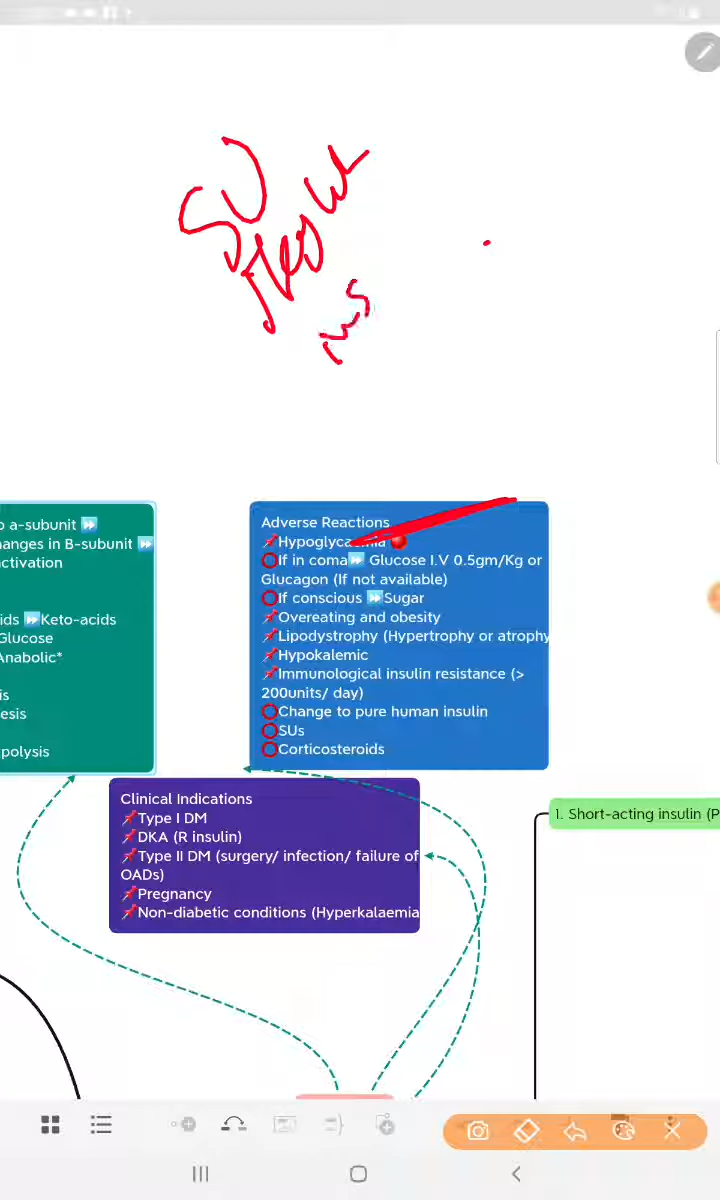 SU
o a-subunit ⏩
anges in B-subunit ⏩
ctivation
ids ⏩Keto-acids
Glucose
Anabolic*
is
esis
polysis
Adverse Reactions
📌Hypoglycaemia 🔴
⭕If in coma⏩ Glucose I.V 0.5gm/Kg or
Glucagon (If not available)
⭕If conscious ⏩Sugar
📌Overeating and obesity
📌Lipodystrophy (Hypertrophy or atrophy
📌Hypokalemic
📌Immunological insulin resistance (>
200units/ day)
⭕Change to pure human insulin
⭕SUs
⭕Corticosteroids
Clinical Indications
📌Type I DM
📌DKA (R insulin)
📌Type II DM (surgery/ infection/ failure of
OADs)
📌Pregnancy
📌Non-diabetic conditions (Hyperkalaemia
1. Short-acting insulin (P